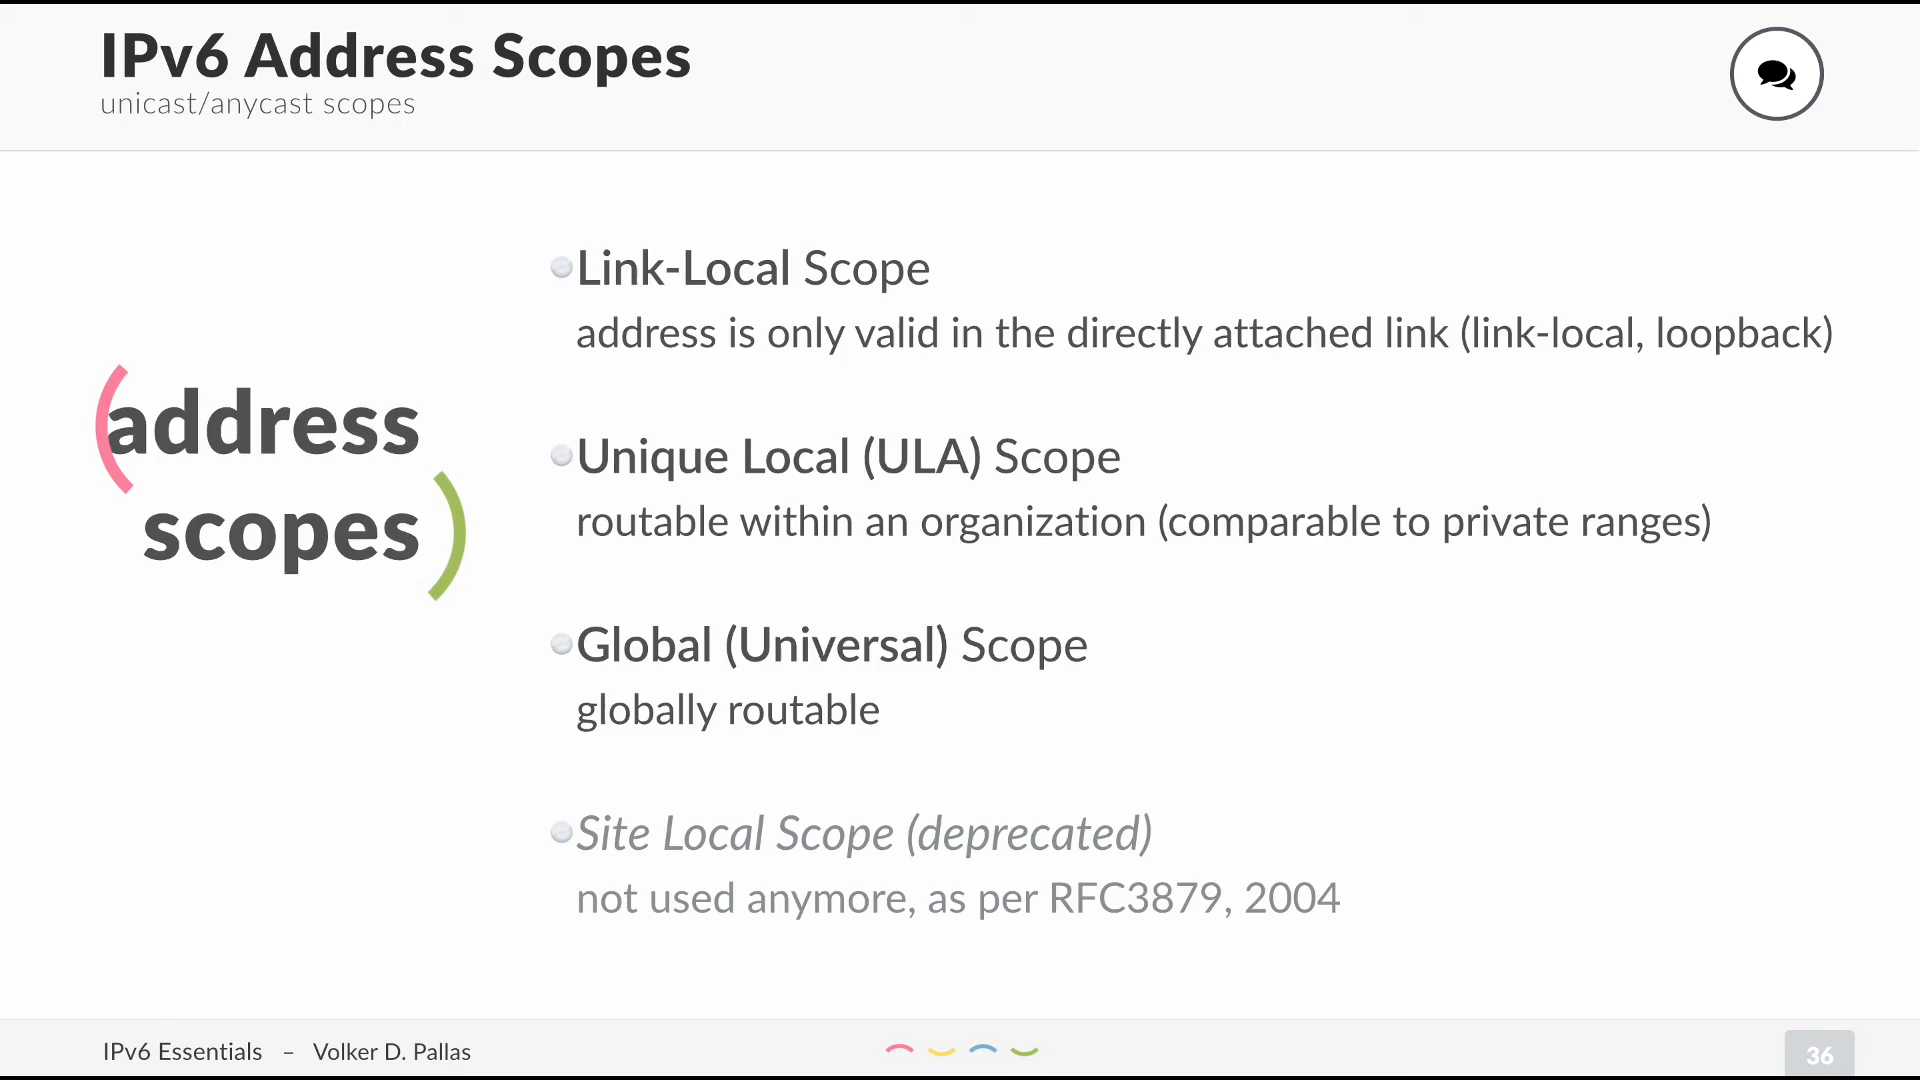 IPv6 Address Scopes
unicast/anycast scopes
(address
scopes)
Link-Local Scope
address is only valid in the directly attached link (link-local, loopback)
Unique Local (ULA) Scope
routable within an organization (comparable to private ranges)
Global (Universal) Scope
globally routable
Site Local Scope (deprecated)
not used anymore, as per RFC3879, 2004
IPv6 Essentials – Volker D. Pallas
36